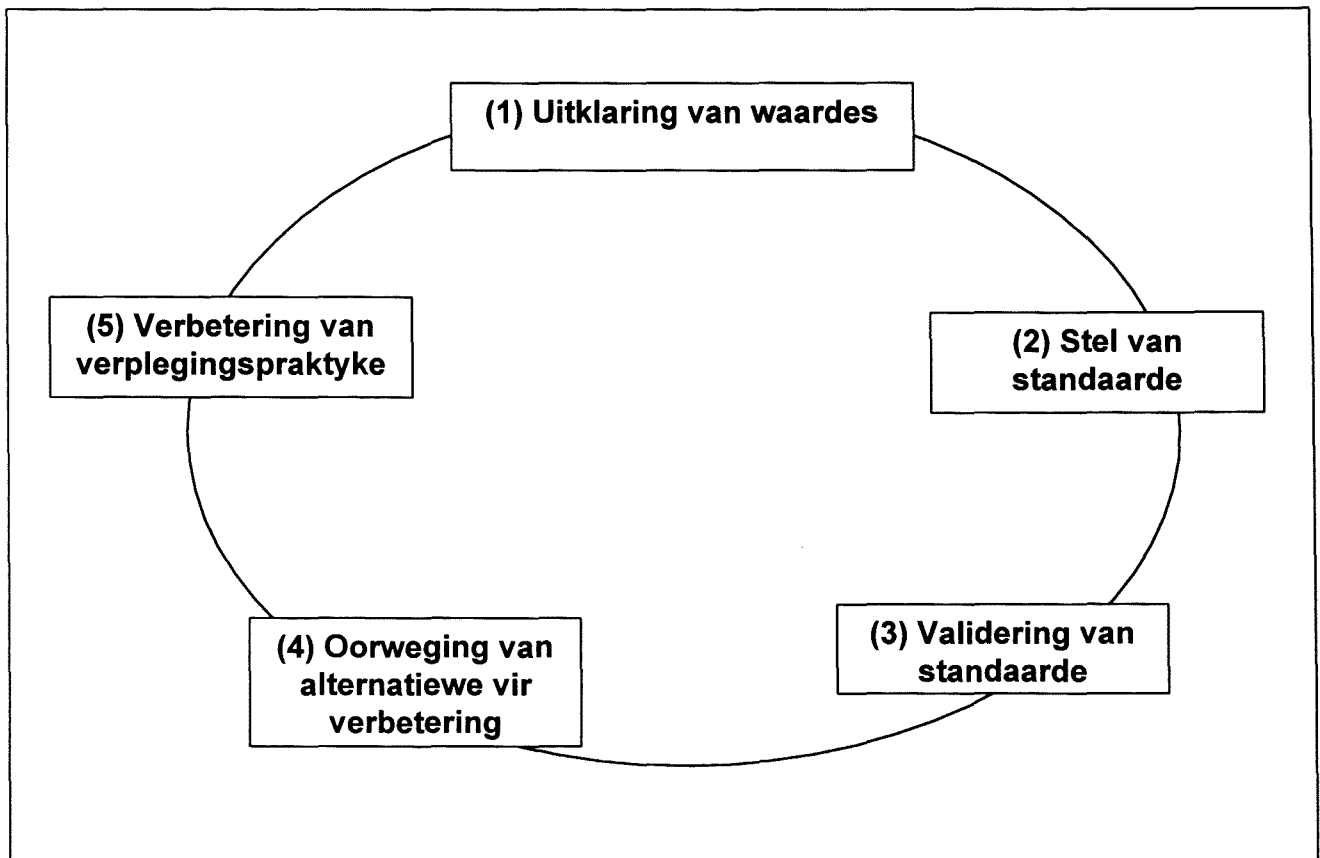 (1) Uitklaring van waardes
(2) Stel van
standaarde
(3) Validering van
standaarde
(4) Oorweging van
alternatiewe vir
verbetering
(5) Verbetering van
verplegingspraktyke